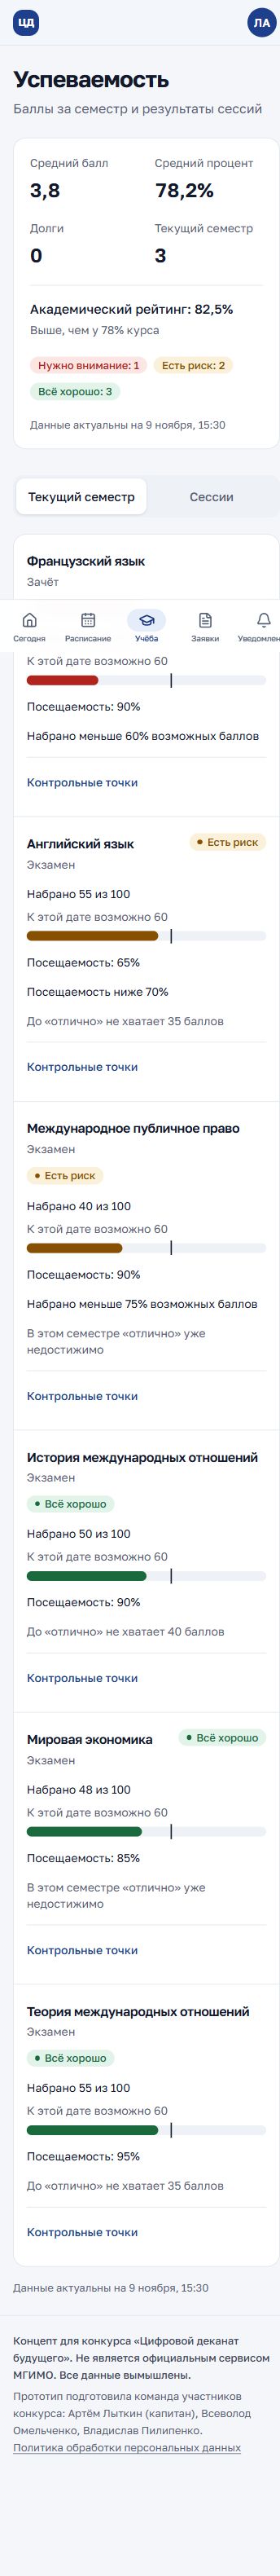 ЦД
ЛА
Успеваемость
Баллы за семестр и результаты сессий
Средний балл
Средний процент
3,8
78,2%
Долги
Текущий семестр
0
3
Академический рейтинг: 82,5%
Выше, чем у 78% курса
Нужно внимание: 1
Есть риск: 2
Всё хорошо: 3
Данные актуальны на 9 ноября, 15:30
Текущий семестр
Сессии
Французский язык
Зачёт
Сегодня
Расписание
Учёба
Заявки
Уведомлен
К этой дате возможно 60
Посещаемость: 90%
Набрано меньше 60% возможных баллов
Контрольные точки
Английский язык
Есть риск
Экзамен
Набрано 55 из 100
К этой дате возможно 60
Посещаемость: 65%
Посещаемость ниже 70%
До «отлично» не хватает 35 баллов
Контрольные точки
Международное публичное право
Экзамен
Есть риск
Набрано 40 из 100
К этой дате возможно 60
Посещаемость: 90%
Набрано меньше 75% возможных баллов
В этом семестре «отлично» уже
недостижимо
Контрольные точки
История международных отношений
Экзамен
Всё хорошо
Набрано 50 из 100
К этой дате возможно 60
Посещаемость: 90%
До «отлично» не хватает 40 баллов
Контрольные точки
Мировая экономика
Всё хорошо
Экзамен
Набрано 48 из 100
К этой дате возможно 60
Посещаемость: 85%
В этом семестре «отлично» уже
недостижимо
Контрольные точки
Теория международных отношений
Экзамен
Всё хорошо
Набрано 55 из 100
К этой дате возможно 60
Посещаемость: 95%
До «отлично» не хватает 35 баллов
Контрольные точки
Данные актуальны на 9 ноября, 15:30
Концепт для конкурса «Цифровой деканат
будущего». Не является официальным сервисом
МГИМО. Все данные вымышлены.
Прототип подготовила команда участников
конкурса: Артём Лыткин (капитан), Всеволод
Омельченко, Владислав Пилипенко.
Политика обработки персональных данных